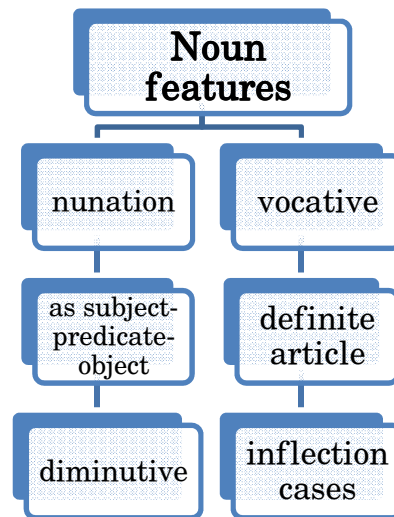 Noun
features
nunation
vocative
as subject-
predicate-
object
definite
article
diminutive
inflection
cases